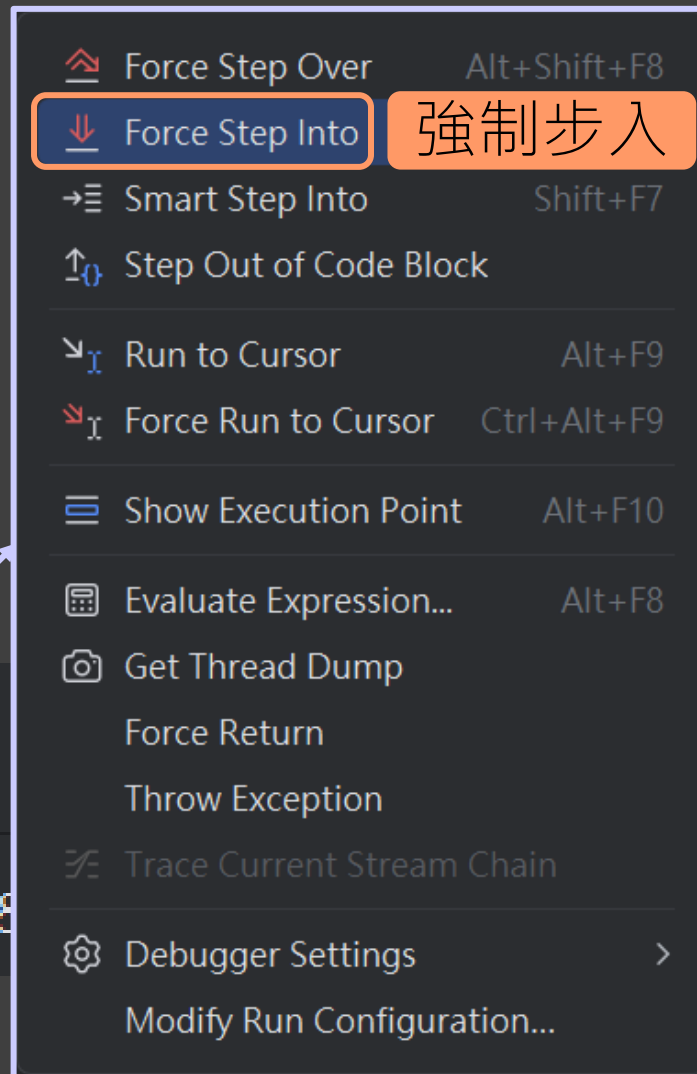 Force Step Over Alt+Shift+F8
Force Step Into 強制步入
Smart Step Into Shift+F7
Step Out of Code Block
Run to Cursor Alt+F9
Force Run to Cursor Ctrl+Alt+F9
Show Execution Point Alt+F10
Evaluate Expression... Alt+F8
Get Thread Dump
Force Return
Throw Exception
Trace Current Stream Chain
Debugger Settings
Modify Run Configuration...